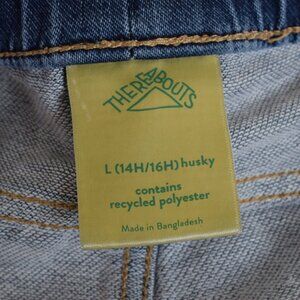 THEREABOUTS
L (14H/16H) husky
contains
recycled polyester
Made in Bangladesh